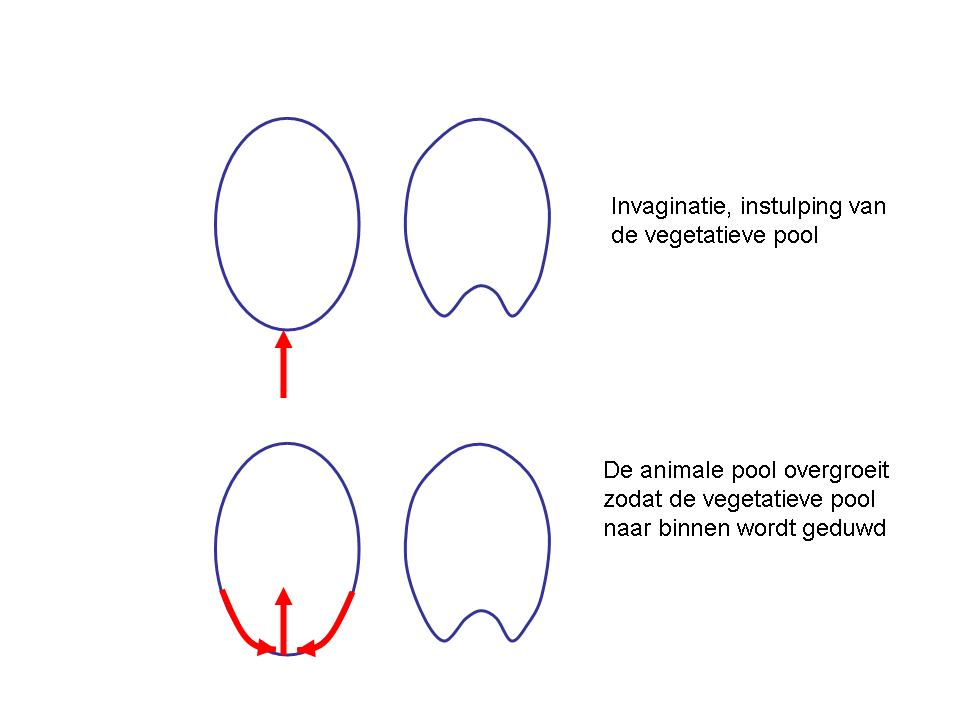 Invaginatie, instulping van
de vegetatieve pool
De animale pool overgroeit
zodat de vegetatieve pool
naar binnen wordt geduwd